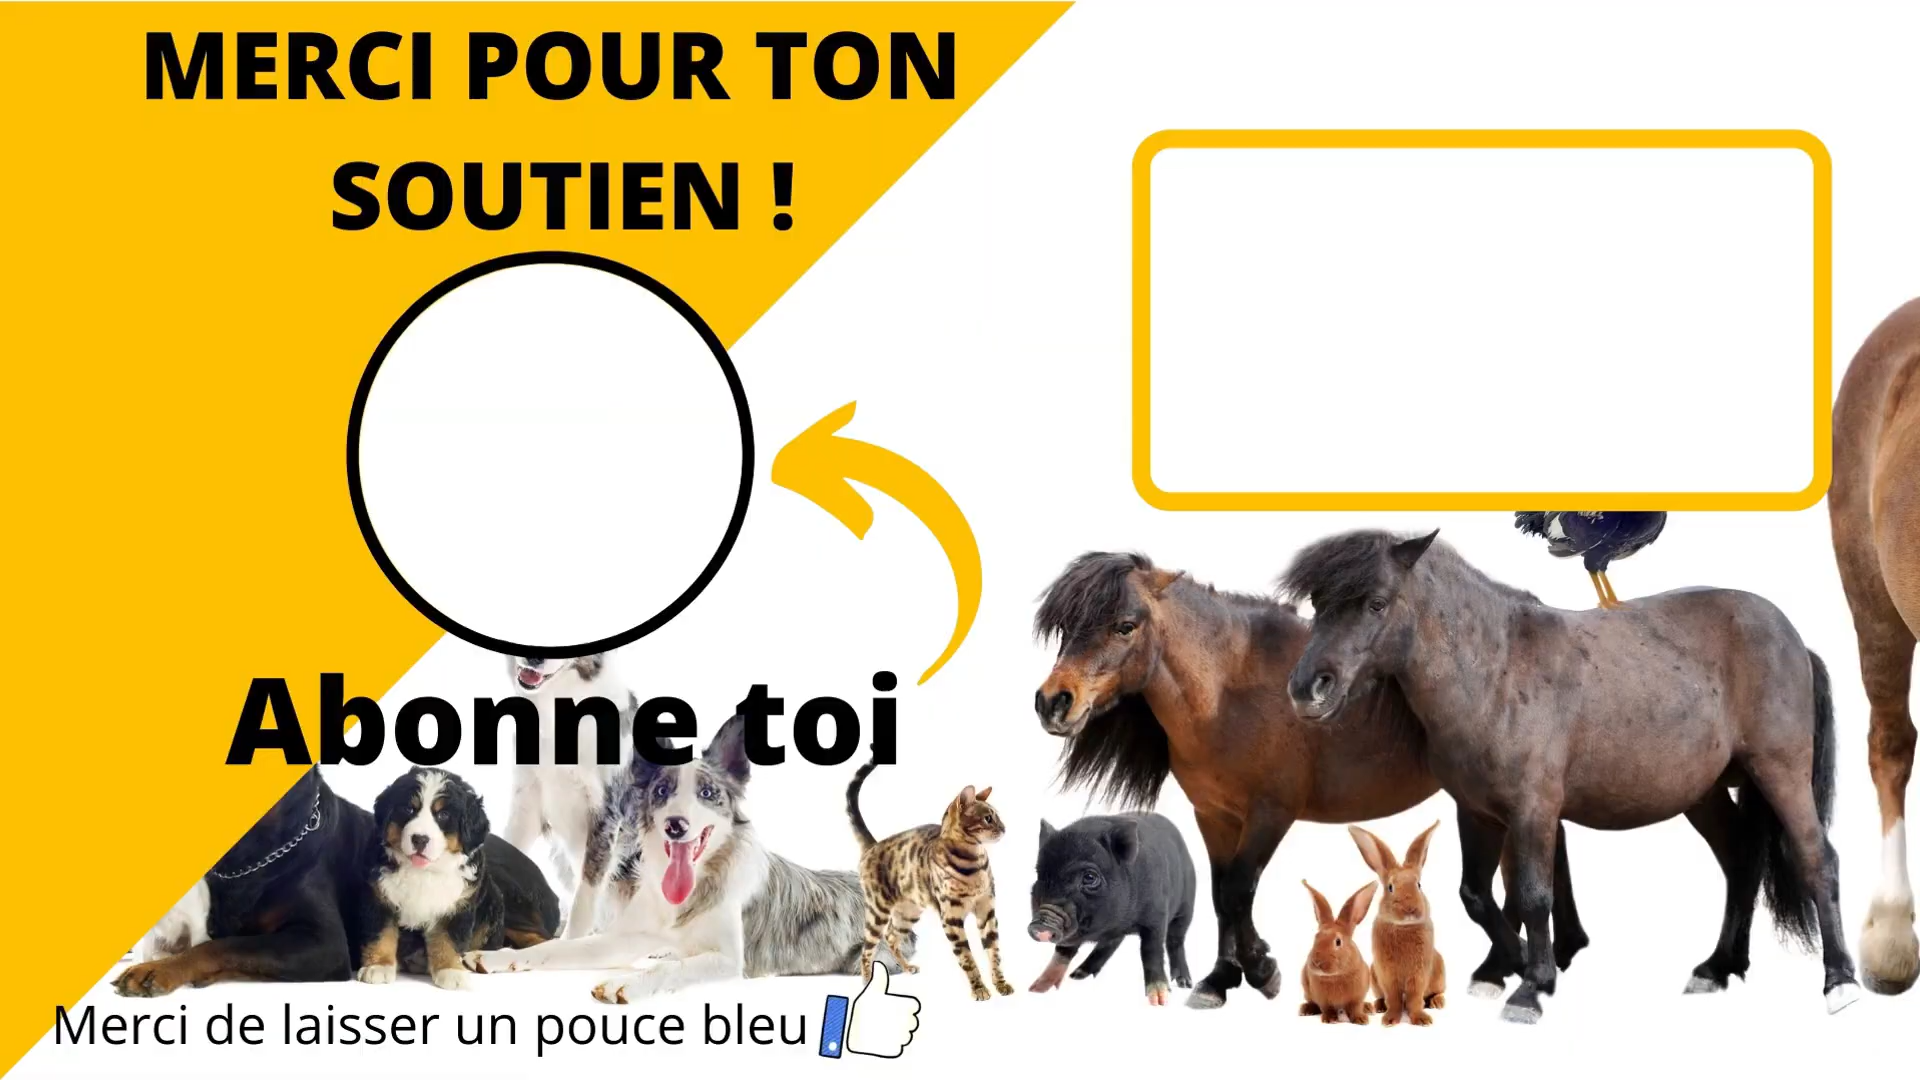 MERCI POUR TON
SOUTIEN !
Abonne toi
Merci de laisser un pouce bleu